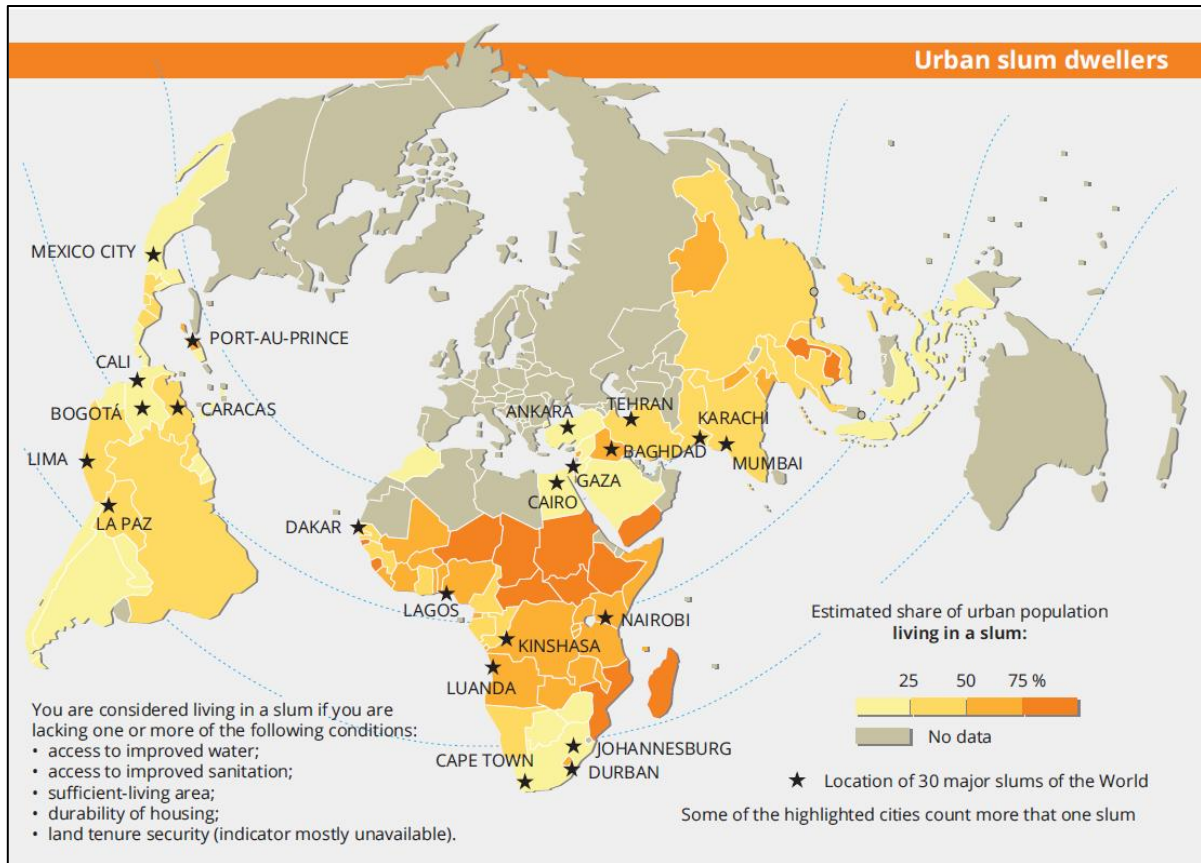 Urban slum dwellers
MEXICO CITY
PORT-AU-PRINCE
CALI
BOGOTÁ
CARACAS
LIMA
LA PAZ
ANKARA
TEHRAN
KARACHI
BAGHDAD
MUMBAI
GAZA
CAIRO
DAKAR
LAGOS
NAIROBI
KINSHASA
LUANDA
JOHANNESBURG
CAPE TOWN
DURBAN
You are considered living in a slum if you are
lacking one or more of the following conditions:
• access to improved water;
• access to improved sanitation;
• sufficient-living area;
• durability of housing;
• land tenure security (indicator mostly unavailable).
Estimated share of urban population
living in a slum:
25 50 75 %
No data
Location of 30 major slums of the World
Some of the highlighted cities count more that one slum